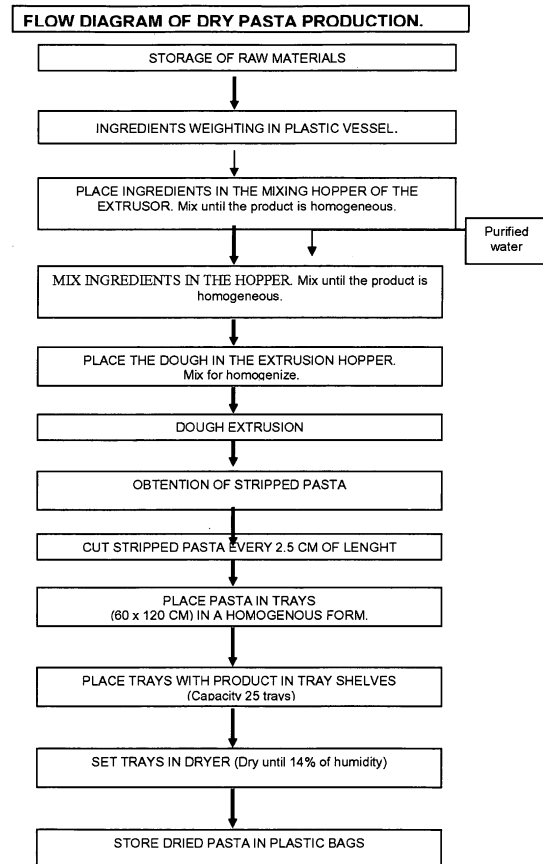 FLOW DIAGRAM OF DRY PASTA PRODUCTION.
STORAGE OF RAW MATERIALS
INGREDIENTS WEIGHTING IN PLASTIC VESSEL.
PLACE INGREDIENTS IN THE MIXING HOPPER OF THE
EXTRUSOR. Mix until the product is homogeneous.
Purified
water
MIX INGREDIENTS IN THE HOPPER. Mix until the product is
homogeneous.
PLACE THE DOUGH IN THE EXTRUSION HOPPER.
Mix for homogenize.
DOUGH EXTRUSION
OBTENTION OF STRIPPED PASTA
CUT STRIPPED PASTA EVERY 2.5 CM OF LENGHT
PLACE PASTA IN TRAYS
(60 x 120 CM) IN A HOMOGENOUS FORM.
PLACE TRAYS WITH PRODUCT IN TRAY SHELVES
(Capacity 25 trays)
SET TRAYS IN DRYER (Dry until 14% of humidity)
STORE DRIED PASTA IN PLASTIC BAGS